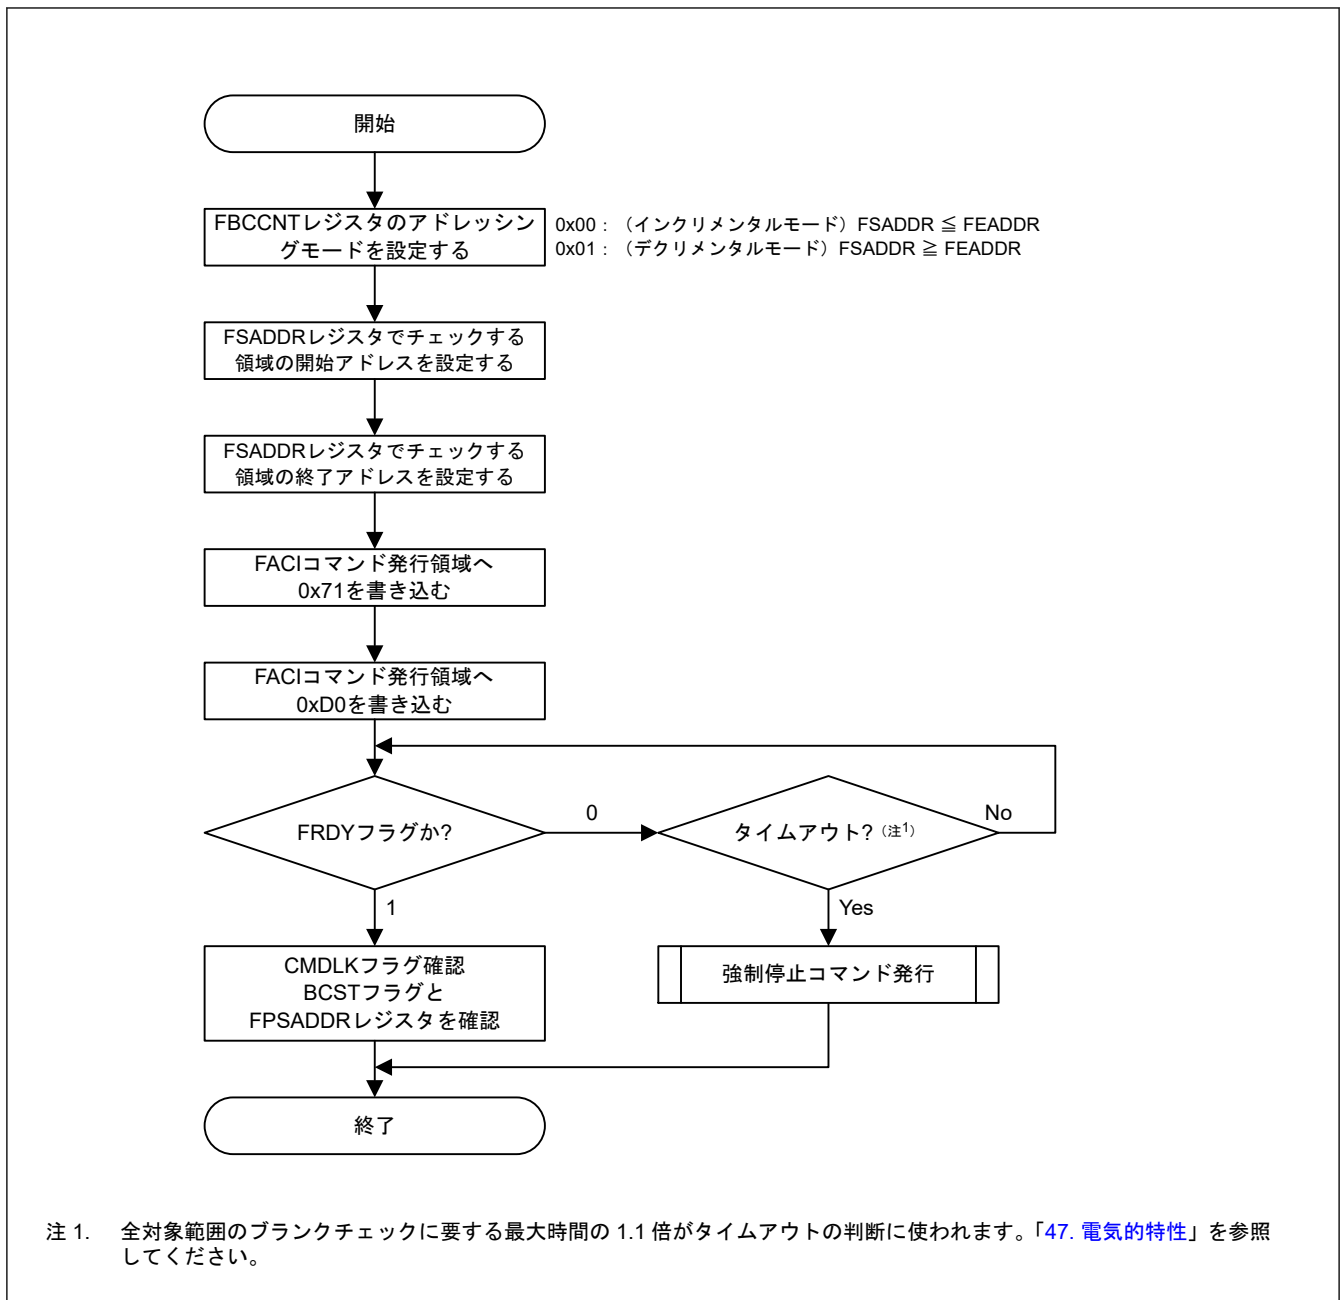 開始
FBCCNTレジスタのアドレッシン
グモードを設定する
0x00：（インクリメンタルモード）FSADDR ≦ FEADDR
0x01：（デクリメンタルモード）FSADDR ≧ FEADDR
FSADDRレジスタでチェックする
領域の開始アドレスを設定する
FSADDRレジスタでチェックする
領域の終了アドレスを設定する
FACIコマンド発行領域へ
0x71を書き込む
FACIコマンド発行領域へ
0xD0を書き込む
FRDYフラグか?
0
タイムアウト?（注1）
No
1
Yes
CMDLKフラグ確認
BCSTフラグと
FPSADDRレジスタを確認
強制停止コマンド発行
終了
注 1. 全対象範囲のブランクチェックに要する最大時間の 1.1 倍がタイムアウトの判断に使われます。「47. 電気的特性」を参照
してください。